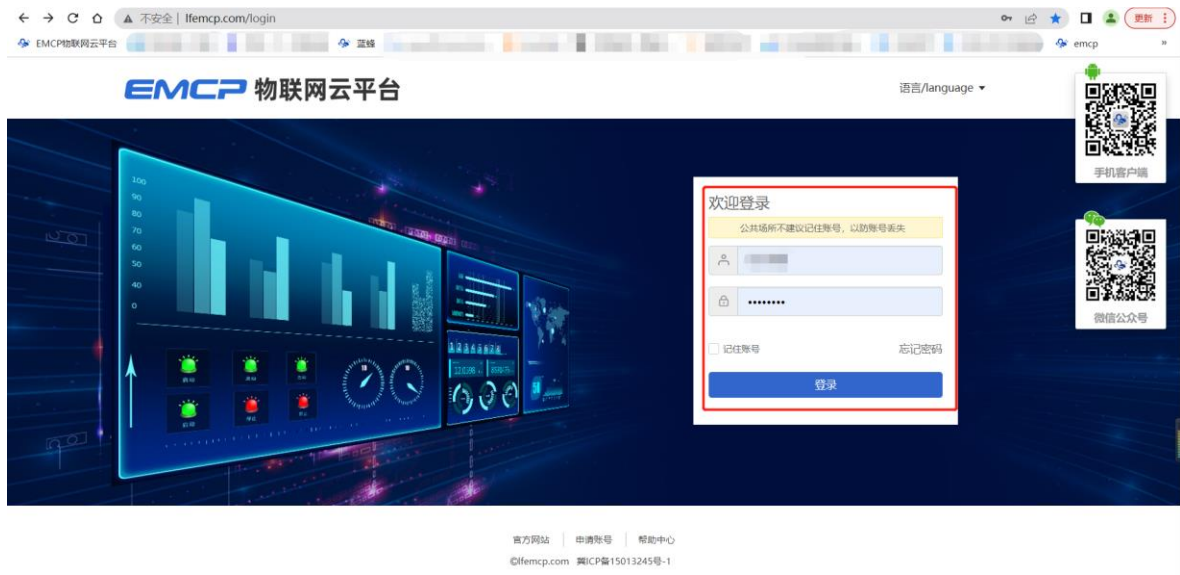 不安全 | lfemcp.com/login
更新
EMCP物联网云平台
蓝蜂
emcp
»
EMCP 物联网云平台
语言/language
手机客户端
微信公众号
欢迎登录
公共场所不建议记住账号，以防账号丢失
••••••••
记住账号
忘记密码
登录
100
90
80
70
60
50
40
0
官方网站
申请账号
帮助中心
©lfemcp.com 冀ICP备15013245号-1